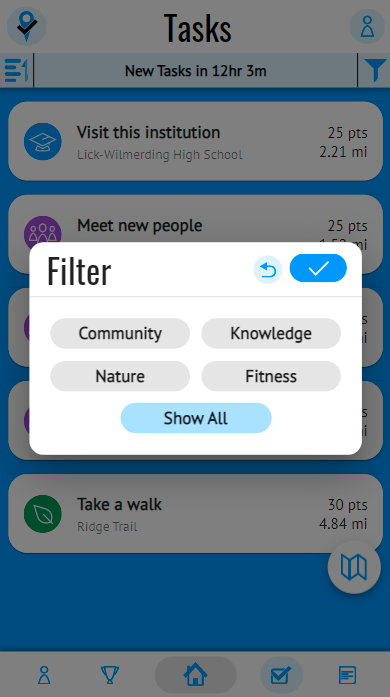 Tasks
New Tasks in 12hr 3m
Visit this institution
25 pts
Lick-Wilmerding High School
2.21 mi
Meet new people
25 pts
Filter
Community
Knowledge
Nature
Fitness
Show All
Take a walk
30 pts
Ridge Trail
4.84 mi